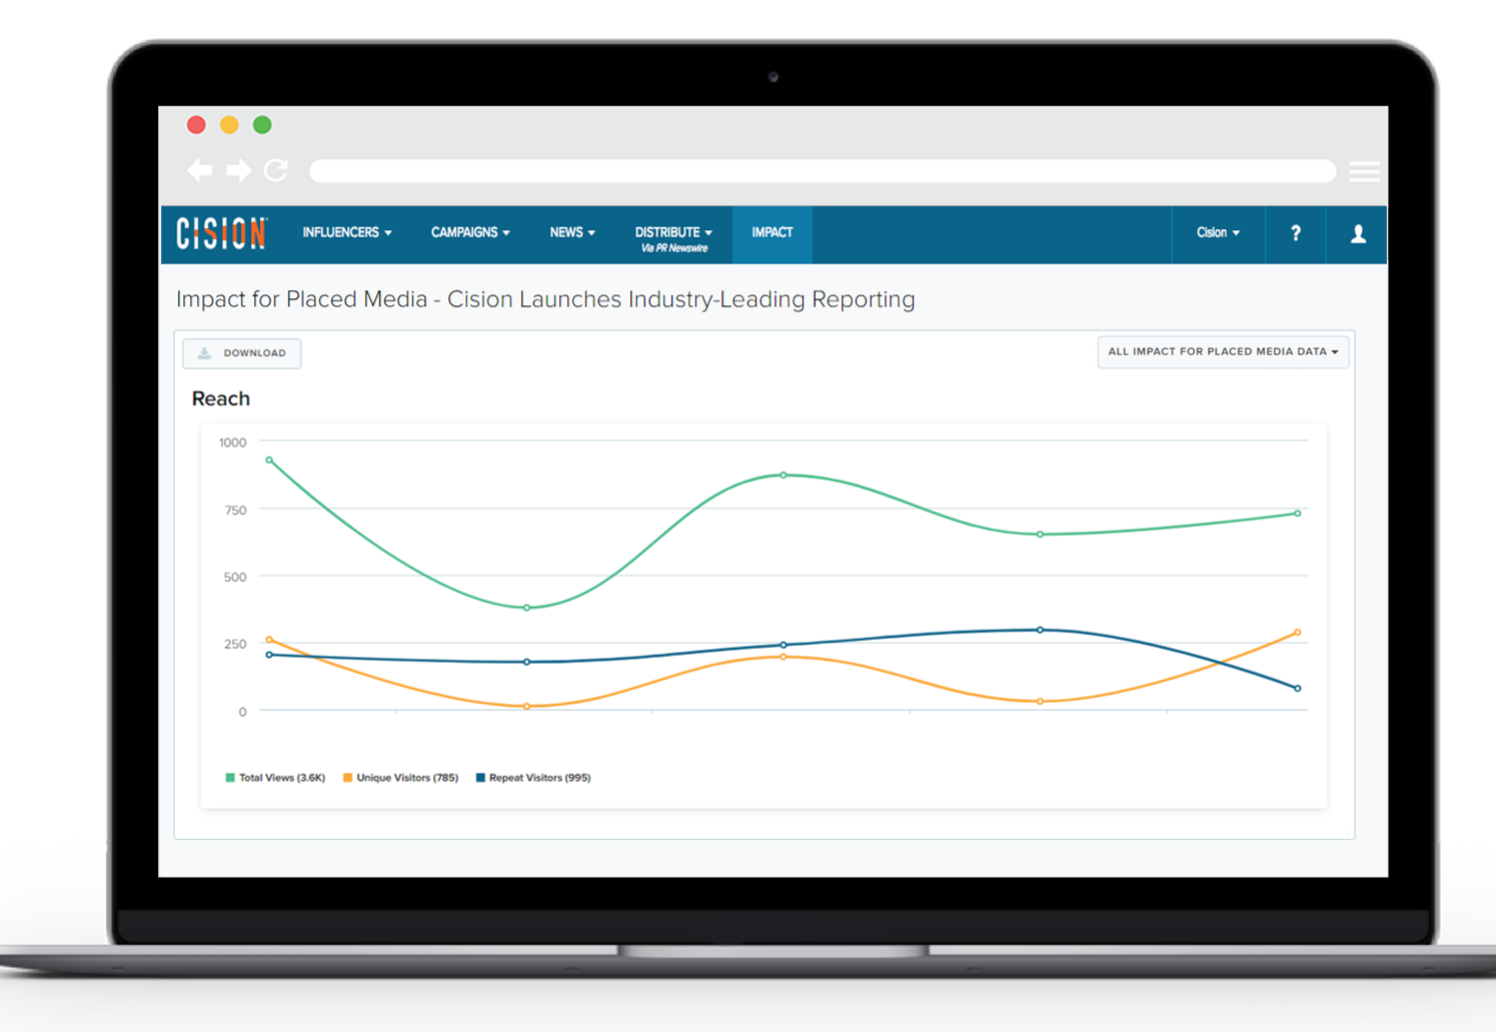 CISION
INFLUENCERS
CAMPAIGNS
NEWS
DISTRIBUTE
Via PR Newswire
IMPACT
Cision
?
Impact for Placed Media - Cision Launches Industry-Leading Reporting
DOWNLOAD
ALL IMPACT FOR PLACED MEDIA DATA
Reach
1000
750
500
250
0
Total Views (3.6K) Unique Visitors (785) Repeat Visitors (995)